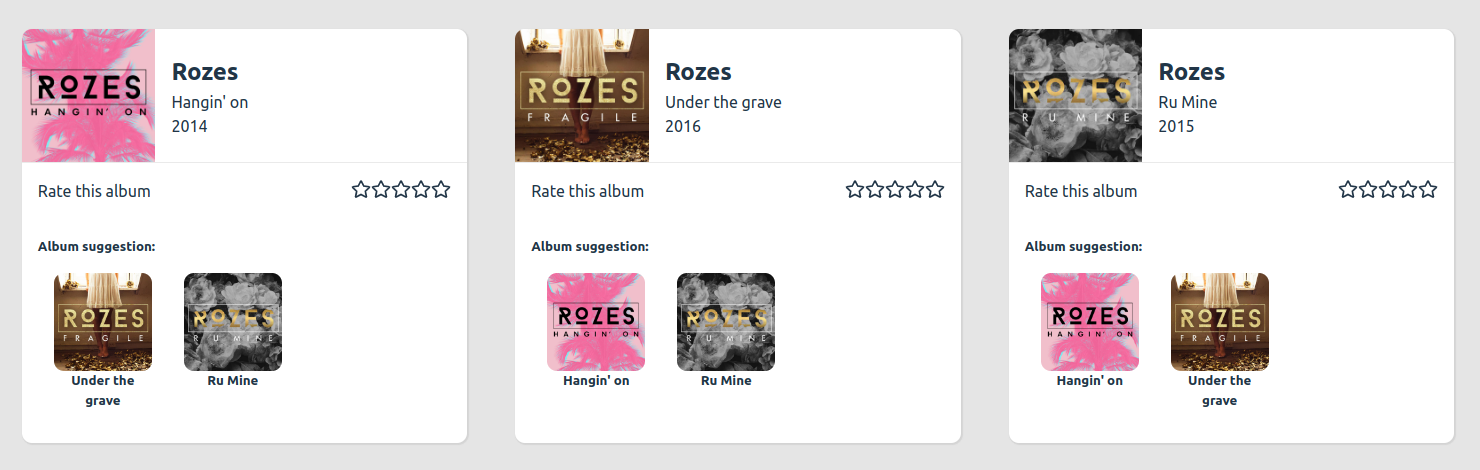 ROZES
HANGIN' ON
Rozes
Hangin' on
2014
Rate this album
Album suggestion:
ROZES
FRAGILE
Under the
grave
ROZES
RU MINE
Ru Mine
ROZES
FRAGILE
Rozes
Under the grave
2016
Rate this album
Album suggestion:
ROZES
HANGIN' ON
Hangin' on
ROZES
RU MINE
Ru Mine
ROZES
R U MINE
Rozes
Ru Mine
2015
Rate this album
Album suggestion:
ROZES
HANGIN' ON
Hangin' on
ROZES
FRAGILE
Under the
grave